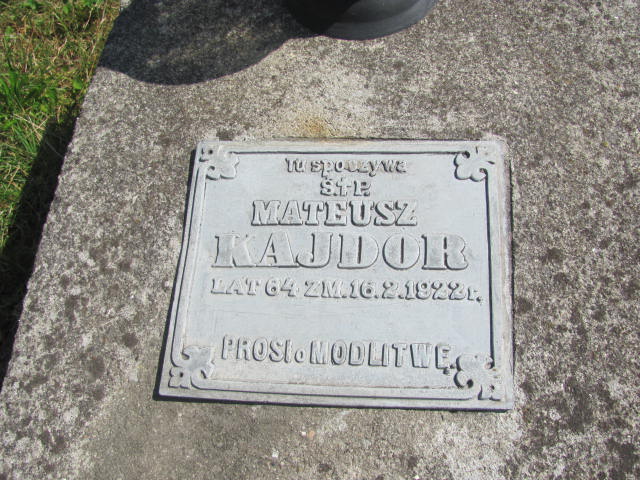 Tu spoczywa
Ś.†P.
MATEUSZ
KAJDOR
LAT 64 ZM. 16.2.1922 r.
PROSI o MODLITWĘ